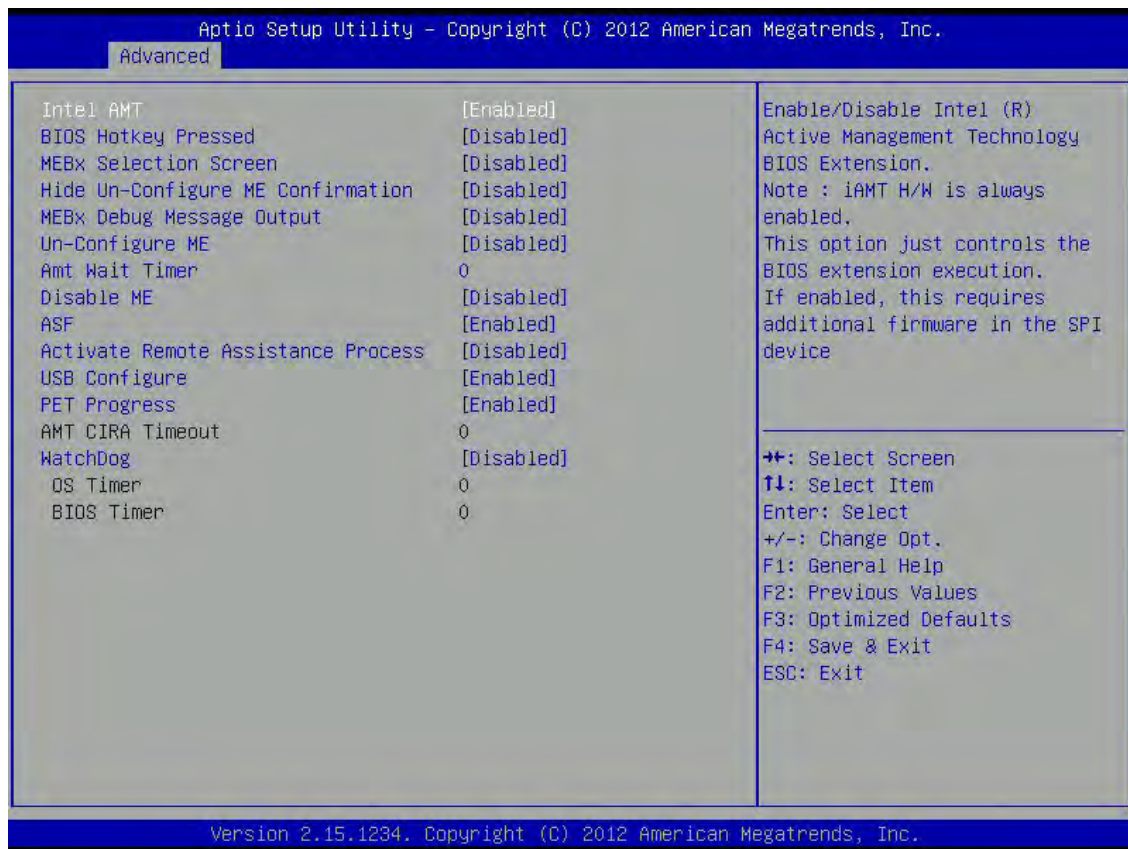 Aptio Setup Utility – Copyright (C) 2012 American Megatrends, Inc.
Advanced
Intel AMT [Enabled]
BIOS Hotkey Pressed [Disabled]
MEBx Selection Screen [Disabled]
Hide Un-Configure ME Confirmation [Disabled]
MEBx Debug Message Output [Disabled]
Un-Configure ME [Disabled]
Amt Wait Timer 0
Disable ME [Disabled]
ASF [Enabled]
Activate Remote Assistance Process [Disabled]
USB Configure [Enabled]
PET Progress [Enabled]
AMT CIRA Timeout 0
WatchDog [Disabled]
OS Timer 0
BIOS Timer 0
Enable/Disable Intel (R)
Active Management Technology
BIOS Extension.
Note : iAMT H/W is always
enabled.
This option just controls the
BIOS extension execution.
If enabled, this requires
additional firmware in the SPI
device
→←: Select Screen
↑↓: Select Item
Enter: Select
+/-: Change Opt.
F1: General Help
F2: Previous Values
F3: Optimized Defaults
F4: Save & Exit
ESC: Exit
Version 2.15.1234. Copyright (C) 2012 American Megatrends, Inc.